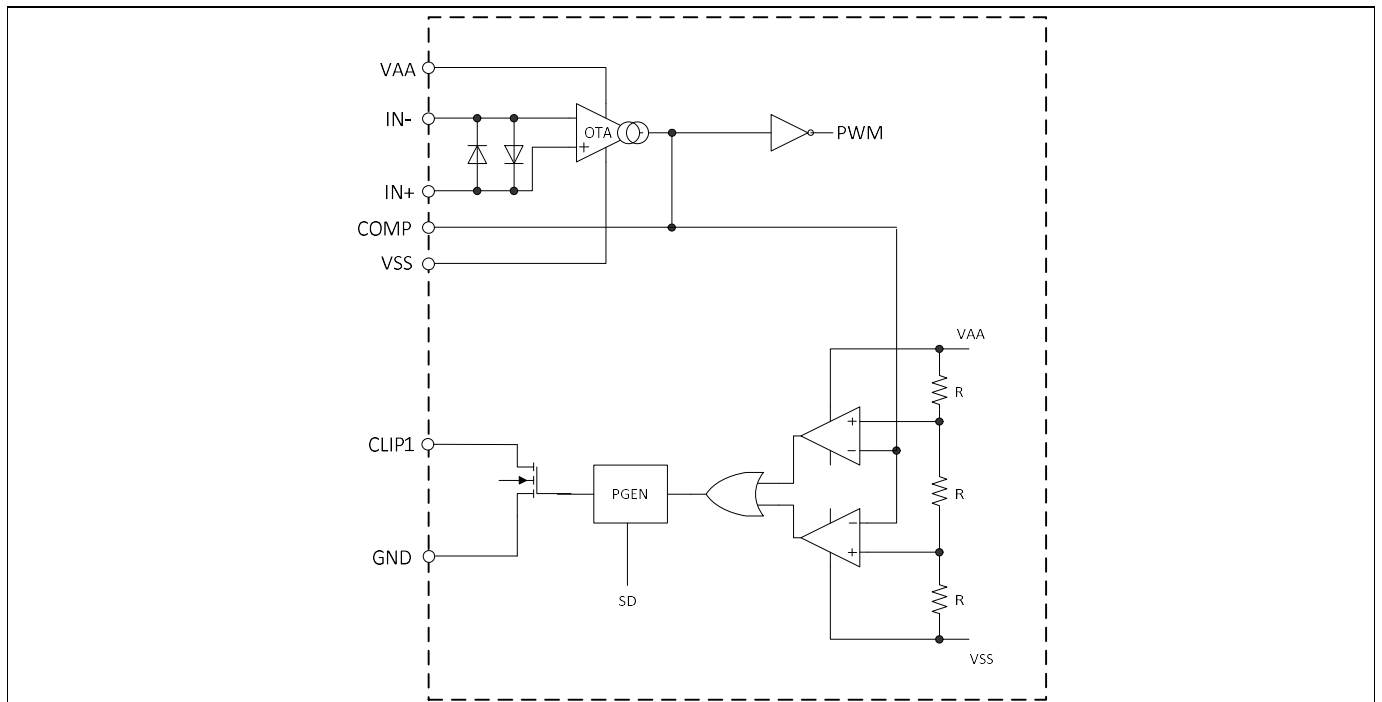 VAA
IN-
OTA
-
+
PWM
IN+
COMP
VSS
VAA
R
+
-
CLIP1
PGEN
R
-
+
GND
SD
R
VSS